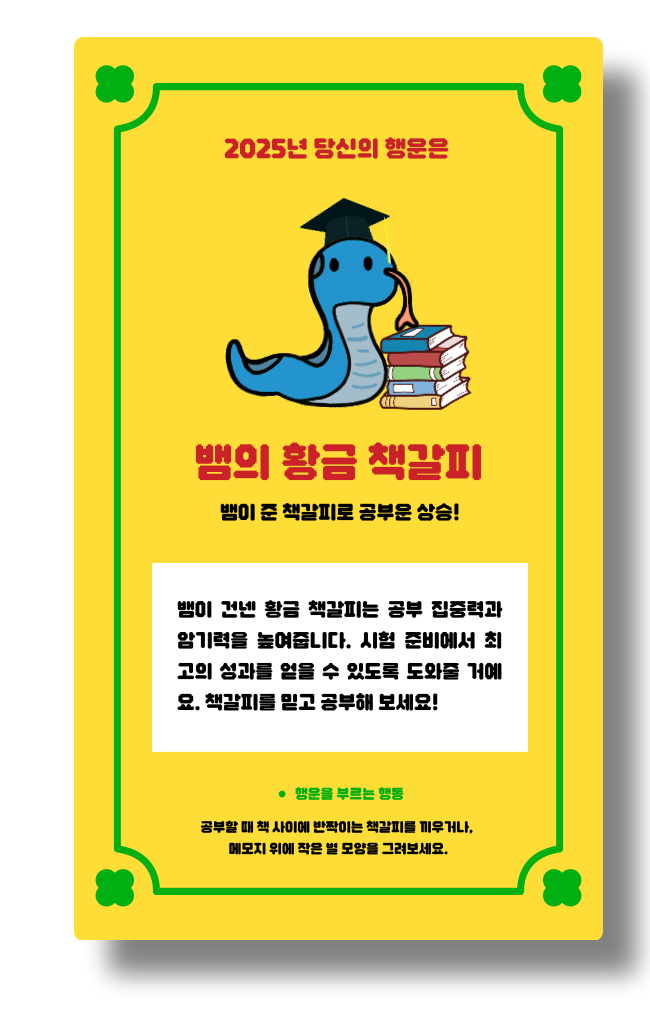 2025년 당신의 행운은
뱀의 황금 책갈피
뱀이 준 책갈피로 공부운 상승!
뱀이 건넨 황금 책갈피는 공부 집중력과
암기력을 높여줍니다. 시험 준비에서 최
고의 성과를 얻을 수 있도록 도와줄 거예
요. 책갈피를 믿고 공부해 보세요!
• 행운을 부르는 행동
공부할 때 책 사이에 반짝이는 책갈피를 끼우거나,
메모지 위에 작은 별 모양을 그려보세요.